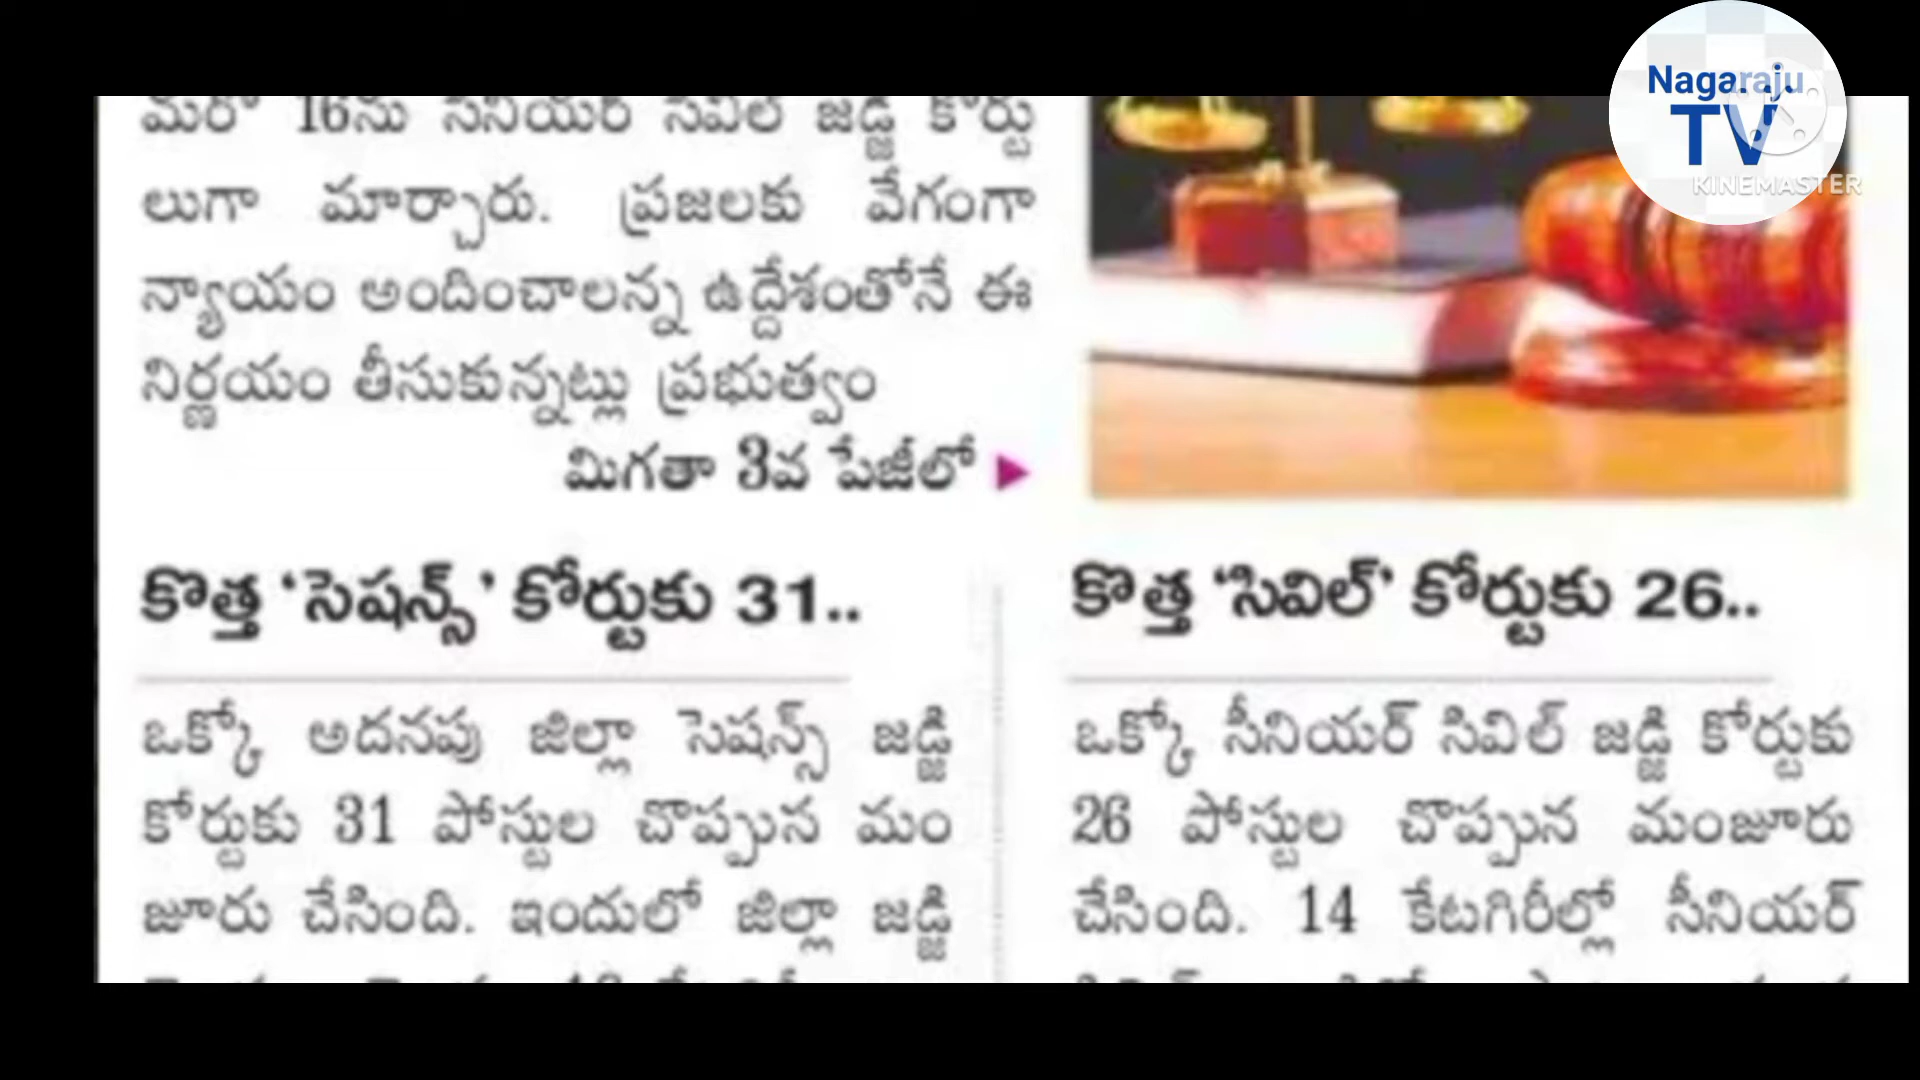 Nagaraju
TV
KINEMASTER
మరో 16ను సీనియర్ సివిల్ జడ్జి కోర్టు
లుగా మార్చారు. ప్రజలకు వేగంగా
న్యాయం అందించాలన్న ఉద్దేశంతోనే ఈ
నిర్ణయం తీసుకున్నట్లు ప్రభుత్వం
మిగతా 3వ పేజీలో
కొత్త ‘సెషన్స్’ కోర్టుకు 31..
ఒక్కో అదనపు జిల్లా సెషన్స్ జడ్జి
కోర్టుకు 31 పోస్టుల చొప్పున మం
జూరు చేసింది. ఇందులో జిల్లా జడ్జి
కొత్త ‘సివిల్’ కోర్టుకు 26..
ఒక్కో సీనియర్ సివిల్ జడ్జి కోర్టుకు
26 పోస్టుల చొప్పున మంజూరు
చేసింది. 14 కేటగిరీల్లో సీనియర్